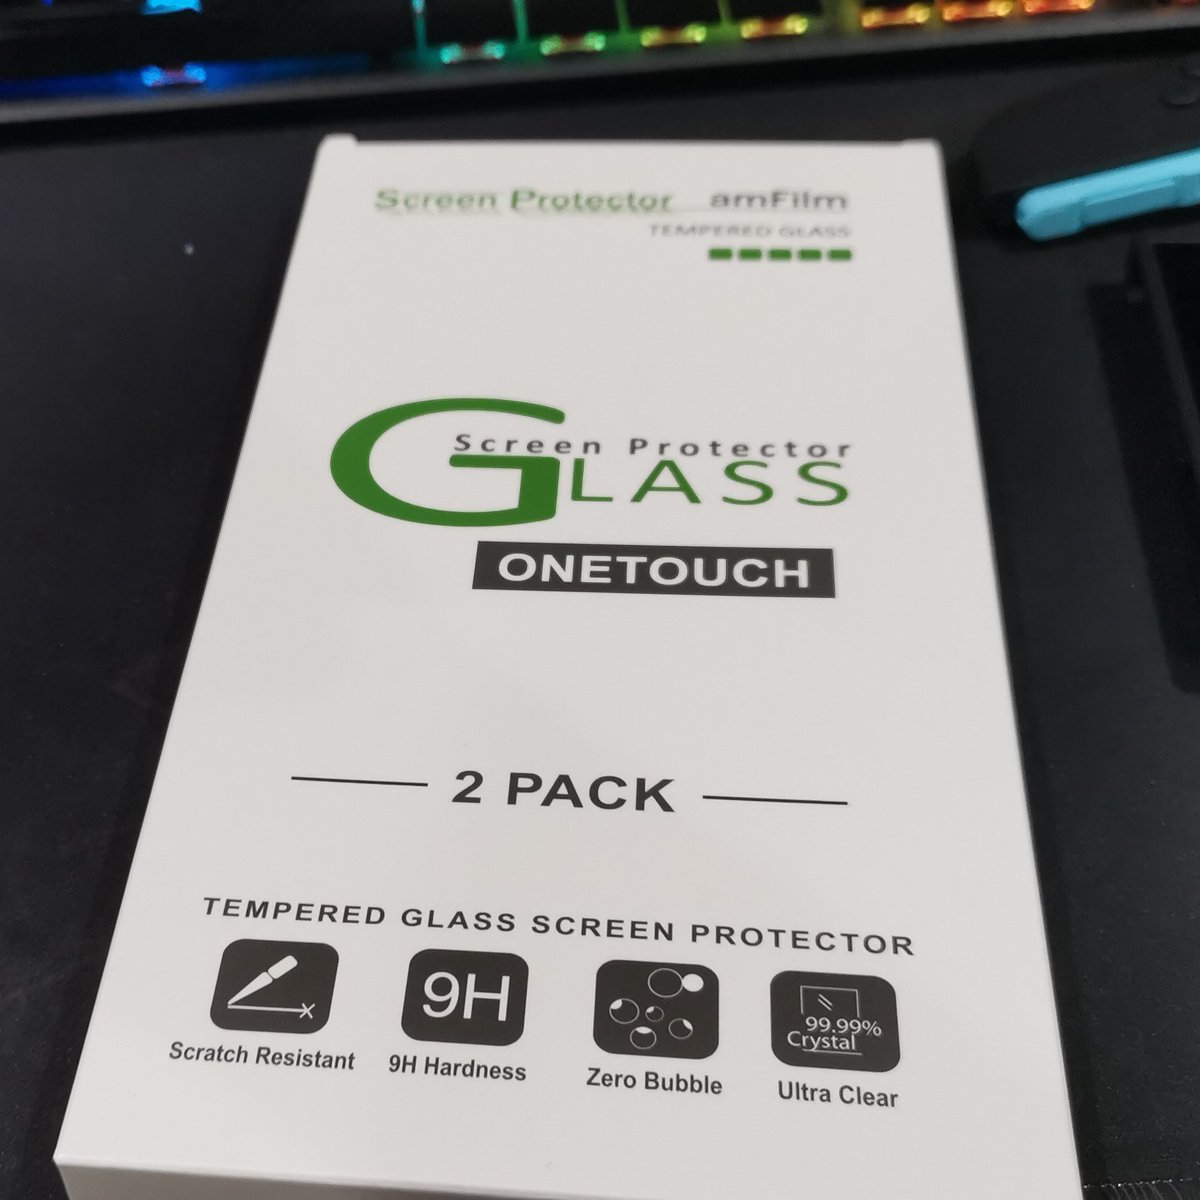 Screen Protector amFilm
TEMPERED GLASS
Screen Protector
GLASS
ONETOUCH
2 PACK
TEMPERED GLASS SCREEN PROTECTOR
9H
99.99%
Crystal
Scratch Resistant 9H Hardness Zero Bubble Ultra Clear